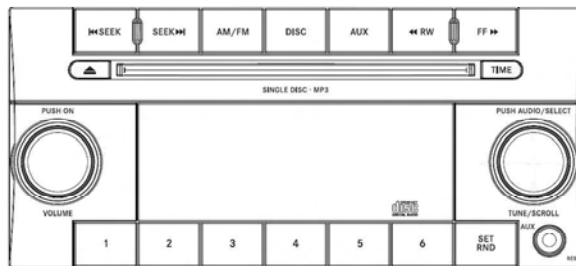 SEEK SEEK AM/FM DISC AUX RW FF
TIME
SINGLE DISC · MP3
PUSH ON PUSH AUDIO/SELECT
VOLUME disc TUNE/SCROLL
1 2 3 4 5 6 SET RND AUX